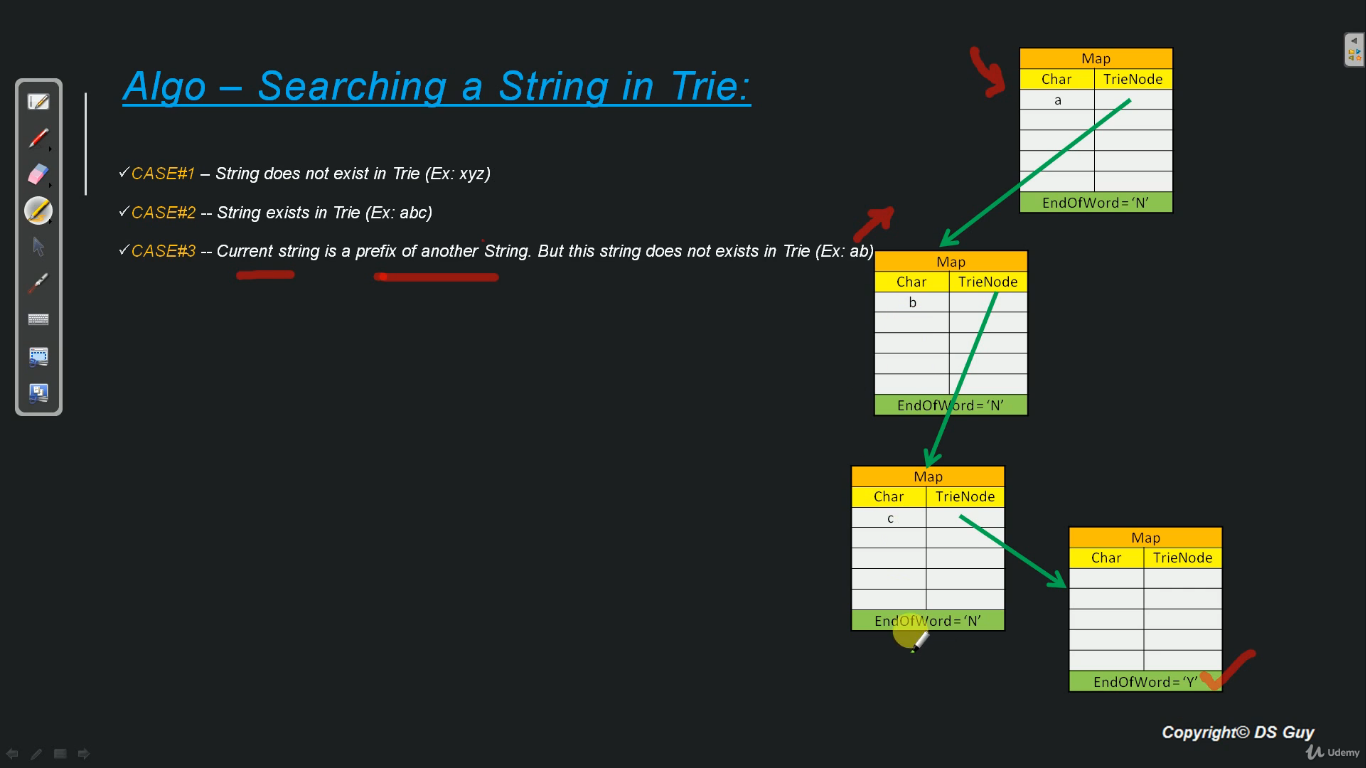 Algo – Searching a String in Trie:
✓CASE#1 – String does not exist in Trie (Ex: xyz)
✓CASE#2 -- String exists in Trie (Ex: abc)
✓CASE#3 -- Current string is a prefix of another String. But this string does not exists in Trie (Ex: ab)
Map
Char TrieNode
a
EndOfWord = ‘N’
Map
Char TrieNode
b
EndOfWord = ‘N’
Map
Char TrieNode
c
EndOfWord = ‘N’
Map
Char TrieNode
EndOfWord = ‘Y’
Copyright© DS Guy
Udemy